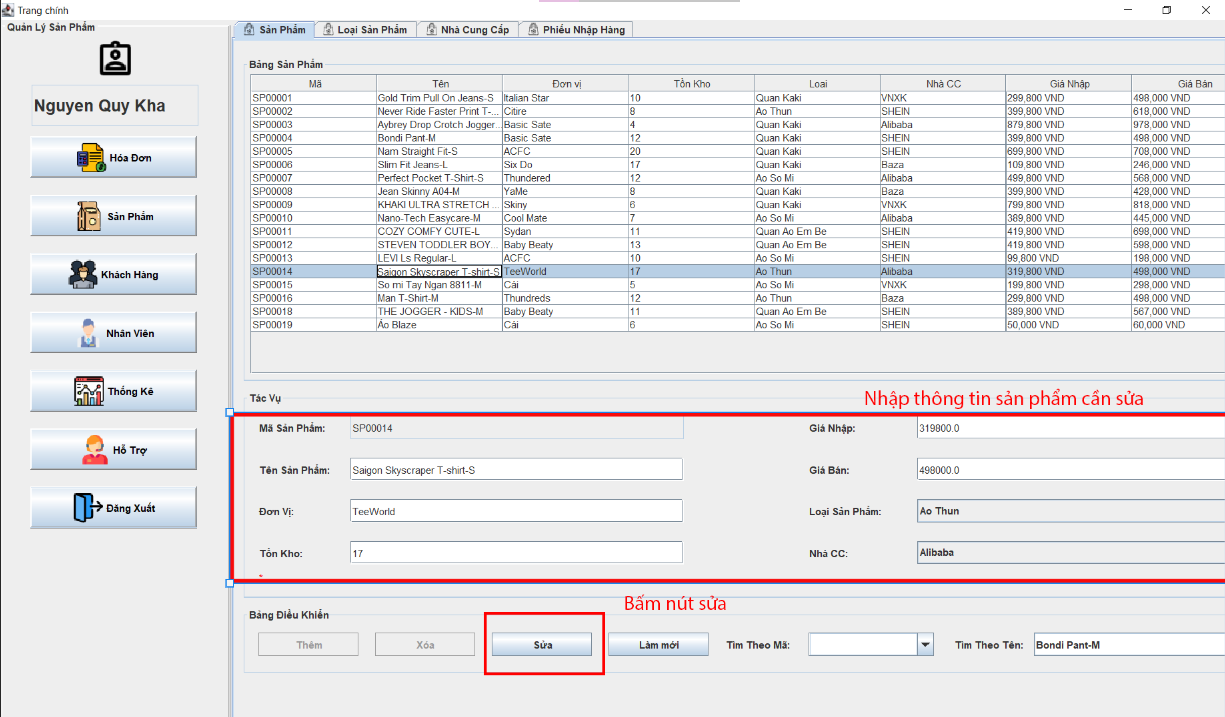 Trang chính
Quản Lý Sản Phẩm
Nguyen Quy Kha
Hóa Đơn
Sản Phẩm
Khách Hàng
Nhân Viên
Thống Kê
Hỗ Trợ
Đăng Xuất
Sản Phẩm Loại Sản Phẩm Nhà Cung Cấp Phiếu Nhập Hàng
Bảng Sản Phẩm
Mã Tên Đơn vị Tồn Kho Loai Nhà CC Giá Nhập Giá Bán
SP00001 Gold Trim Pull On Jeans-S Italian Star 10 Quan Kaki VNXK 299,800 VND 498,000 VND
SP00002 Never Ride Faster Print T-... Citire 8 Ao Thun SHEIN 399,800 VND 618,000 VND
SP00003 Aybrey Drop Crotch Jogger... Basic Sate 4 Quan Kaki Alibaba 879,800 VND 978,000 VND
SP00004 Bondi Pant-M Basic Sate 12 Quan Kaki SHEIN 399,800 VND 498,000 VND
SP00005 Nam Straight Fit-S ACFC 20 Quan Kaki SHEIN 699,800 VND 708,000 VND
SP00006 Slim Fit Jeans-L Six Do 17 Quan Kaki Baza 109,800 VND 246,000 VND
SP00007 Perfect Pocket T-Shirt-S Thundered 12 Ao So Mi Alibaba 499,800 VND 568,000 VND
SP00008 Jean Skinny A04-M YaMe 8 Quan Kaki Baza 399,800 VND 428,000 VND
SP00009 KHAKI ULTRA STRETCH ... Skiny 6 Quan Kaki VNXK 799,800 VND 818,000 VND
SP00010 Nano-Tech Easycare-M Cool Mate 7 Ao So Mi Alibaba 389,800 VND 445,000 VND
SP00011 COZY COMFY CUTE-L Sydan 11 Quan Ao Em Be SHEIN 419,800 VND 698,000 VND
SP00012 STEVEN TODDLER BOY... Baby Beaty 13 Quan Ao Em Be SHEIN 419,800 VND 598,000 VND
SP00013 LEVI Ls Regular-L ACFC 10 Ao So Mi SHEIN 99,800 VND 198,000 VND
SP00014 Saigon Skyscraper T-shirt-S TeeWorld 17 Ao Thun Alibaba 319,800 VND 498,000 VND
SP00015 So mi Tay Ngan 8811-M Cái 5 Ao So Mi VNXK 199,800 VND 298,000 VND
SP00016 Man T-Shirt-M Thundreds 12 Ao Thun Baza 299,800 VND 498,000 VND
SP00018 THE JOGGER - KIDS-M Baby Beaty 11 Quan Ao Em Be SHEIN 389,800 VND 567,000 VND
SP00019 Áo Blaze Cái 6 Ao So Mi SHEIN 50,000 VND 60,000 VND
Tác Vụ
Nhập thông tin sản phẩm cần sửa
Mã Sản Phẩm: SP00014 Giá Nhập: 319800.0
Tên Sản Phẩm: Saigon Skyscraper T-shirt-S Giá Bán: 498000.0
Đơn Vị: TeeWorld Loại Sản Phẩm: Ao Thun
Tồn Kho: 17 Nhà CC: Alibaba
Bấm nút sửa
Bảng Điều Khiển
Thêm Xóa Sửa Làm mới Tìm Theo Mã: Tìm Theo Tên: Bondi Pant-M